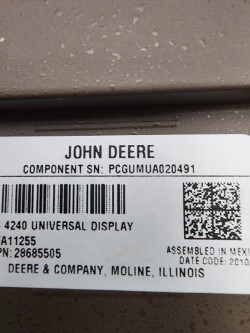 JOHN DEERE
COMPONENT SN: PCGUMUA020491
4240 UNIVERSAL DISPLAY
A11255
PN: 28685505
ASSEMBLED IN
DATE CODE: 2010
DEERE & COMPANY, MOLINE, ILLINOIS